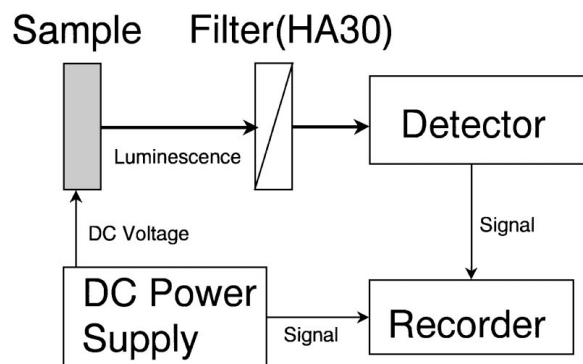 Sample
Filter(HA30)
Luminescence
Detector
DC Voltage
Signal
DC Power
Supply
Signal
Recorder